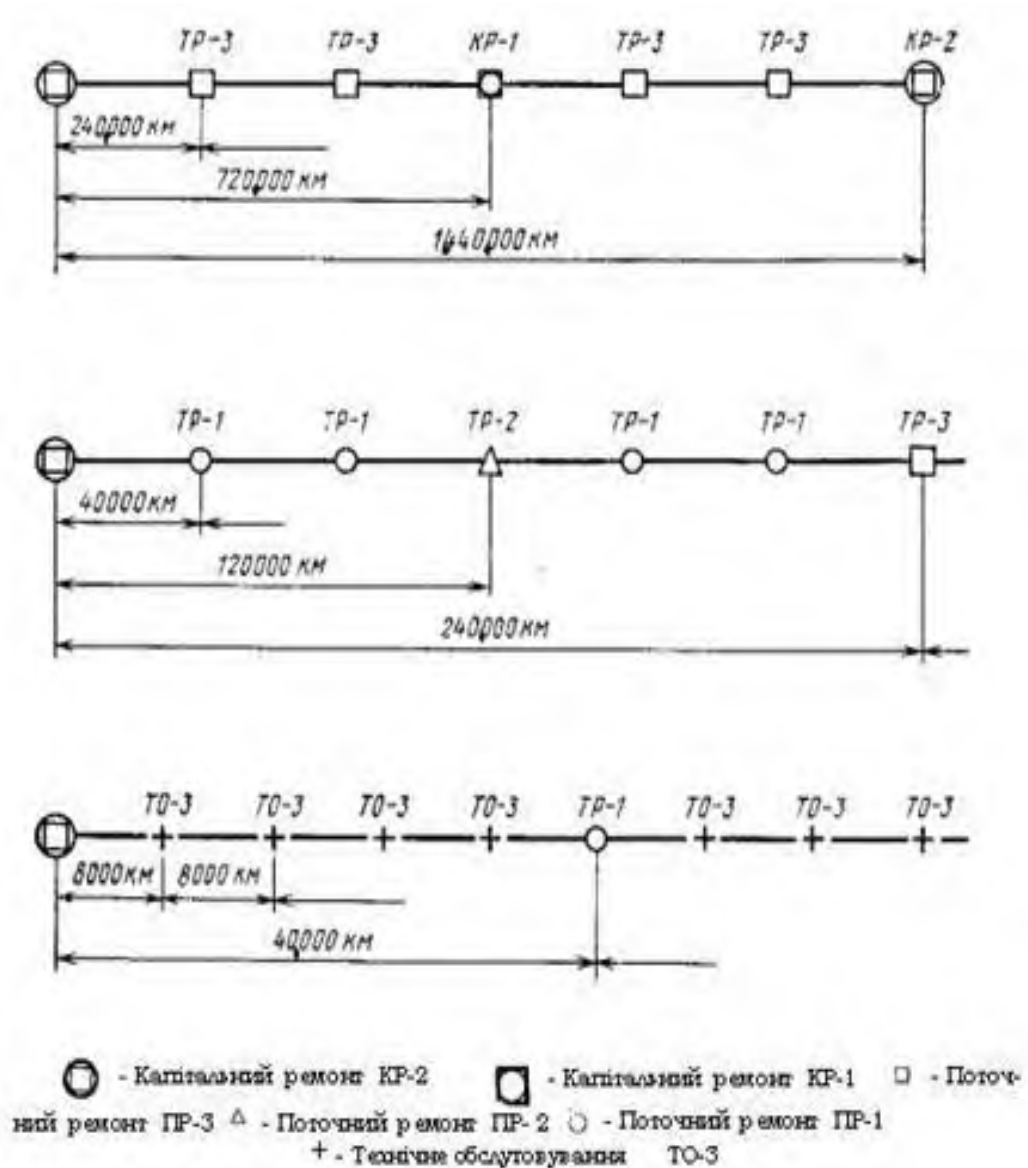 ТР-3 ТР-3 КР-1 ТР-3 ТР-3 КР-2
240000 км
720000 км
1440000 км
ТР-1 ТР-1 ТР-2 ТР-1 ТР-1 ТР-3
40000 км
120000 км
240000 км
ТО-3 ТО-3 ТО-3 ТО-3 ТР-1 ТО-3 ТО-3 ТО-3
8000 км 8000 км
40000 км
- Капітальний ремонт КР-2 - Капітальний ремонт КР-1 - Поточ-
ний ремонт ПР-3 - Поточний ремонт ПР- 2 - Поточний ремонт ПР-1
+ - Технічне обслутовування ТО-3